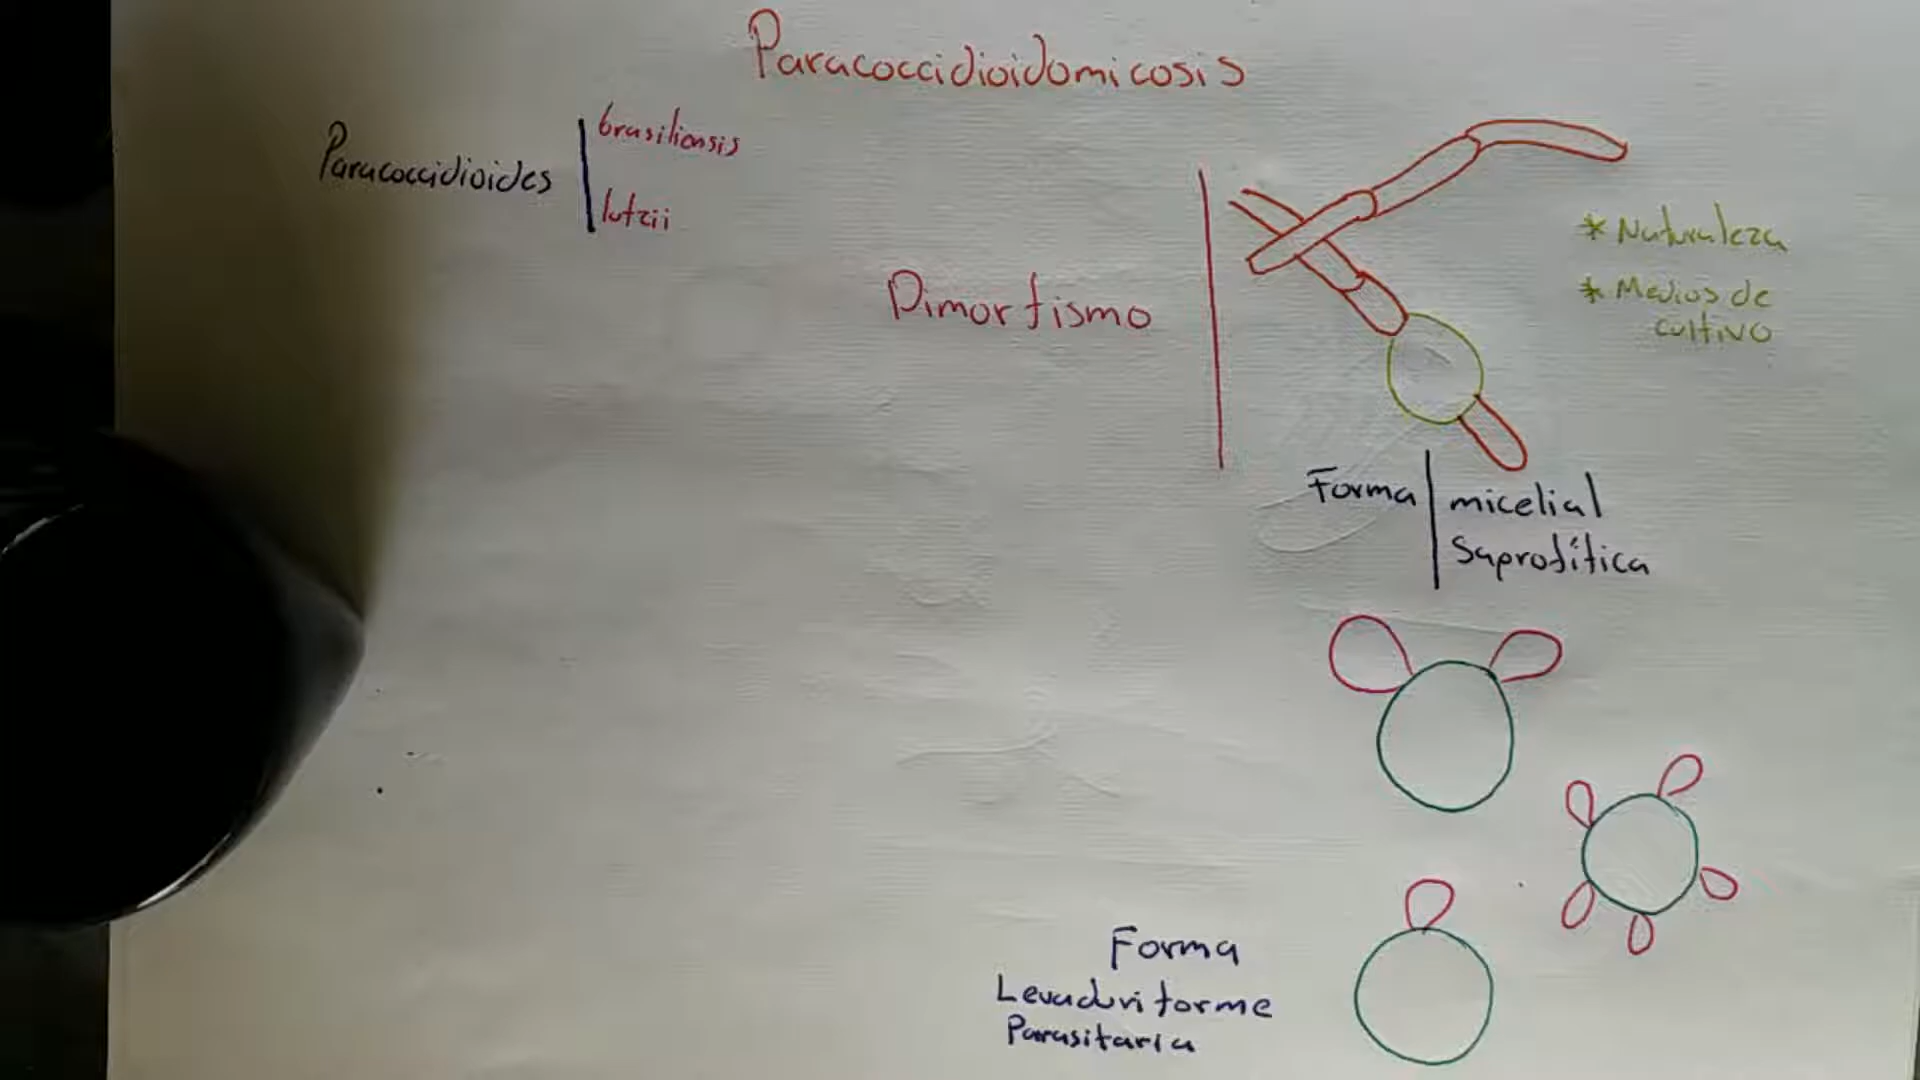 Paracoccidioidomicosis
Paracoccidioides
brasiliensis
lutzii
Dimorfismo
* Naturaleza
* Medios de
cultivo
Forma
micelial
Saprofítica
Forma
Levaduriforme
Parasitaria